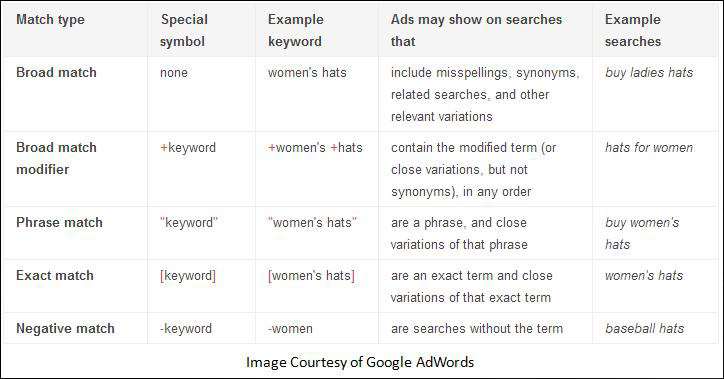 Match type	Special symbol	Example keyword	Ads may show on searches that	Example searches
Broad match	none	women's hats	include misspellings, synonyms, related searches, and other relevant variations	buy ladies hats
Broad match modifier	+keyword	+women's +hats	contain the modified term (or close variations, but not synonyms), in any order	hats for women
Phrase match	"keyword"	"women's hats"	are a phrase, and close variations of that phrase	buy women's hats
Exact match	[keyword]	[women's hats]	are an exact term and close variations of that exact term	women's hats
Negative match	-keyword	-women	are searches without the term	baseball hats
Image Courtesy of Google AdWords